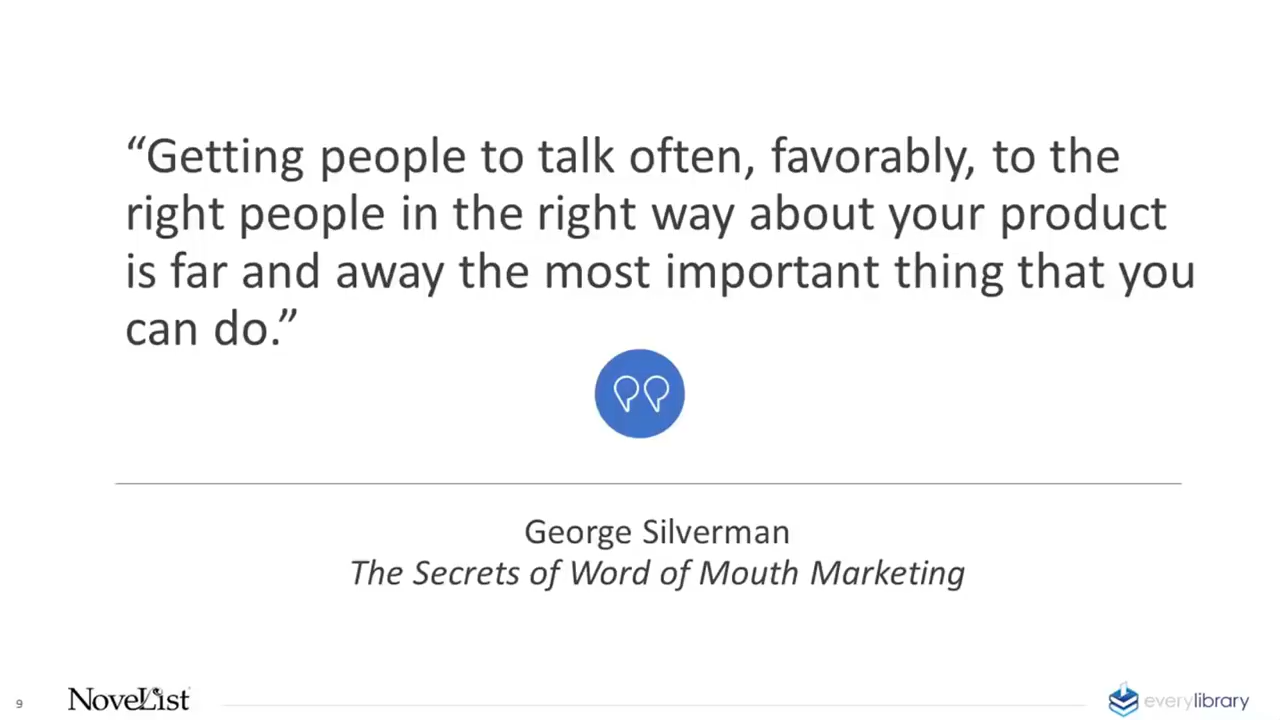 “Getting people to talk often, favorably, to the
right people in the right way about your product
is far and away the most important thing that you
can do.”
George Silverman
The Secrets of Word of Mouth Marketing
9
NoveList
everylibrary